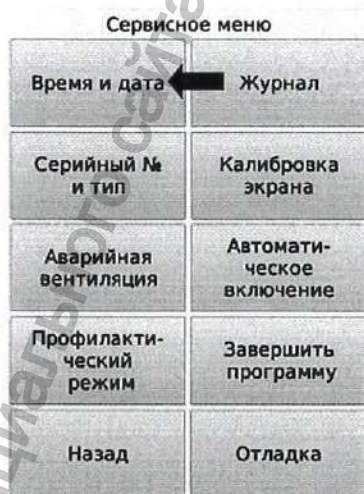 Сервисное меню
Время и дата
Журнал
Серийный №
и тип
Калибровка
экрана
Аварийная
вентиляция
Автомати-
ческое
включение
Профилакти-
ческий
режим
Завершить
программу
Назад
Отладка